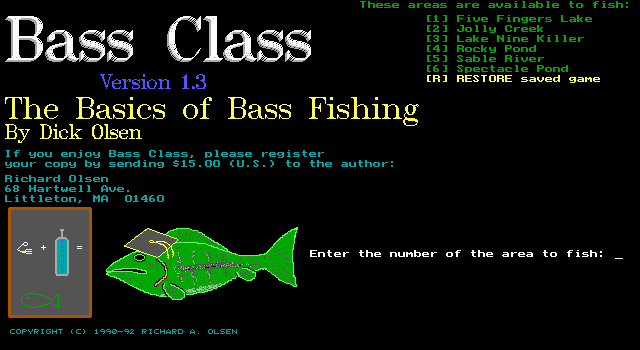 These areas are available to fish:
[1] Five Fingers Lake
[2] Jolly Creek
[3] Lake Nine Killer
[4] Rocky Pond
[5] Sable River
[6] Spectacle Pond
[R] RESTORE saved game
Bass Class
Version 1.3
The Basics of Bass Fishing
By Dick Olsen
If you enjoy Bass Class, please register
your copy by sending $15.00 (U.S.) to the author:
Richard Olsen
68 Hartwell Ave.
Littleton, MA  01460
+ =
Enter the number of the area to fish: _
COPYRIGHT (C) 1990-92 RICHARD A. OLSEN